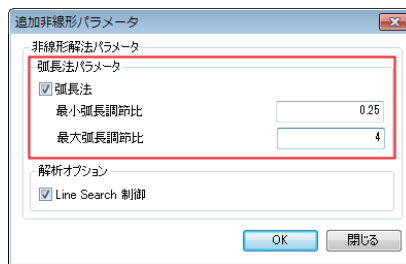 追加非線形パラメータ
非線形解法パラメータ
弧長法パラメータ
弧長法
最小弧長調節比 0.25
最大弧長調節比 4
解析オプション
Line Search 制御
OK 閉じる